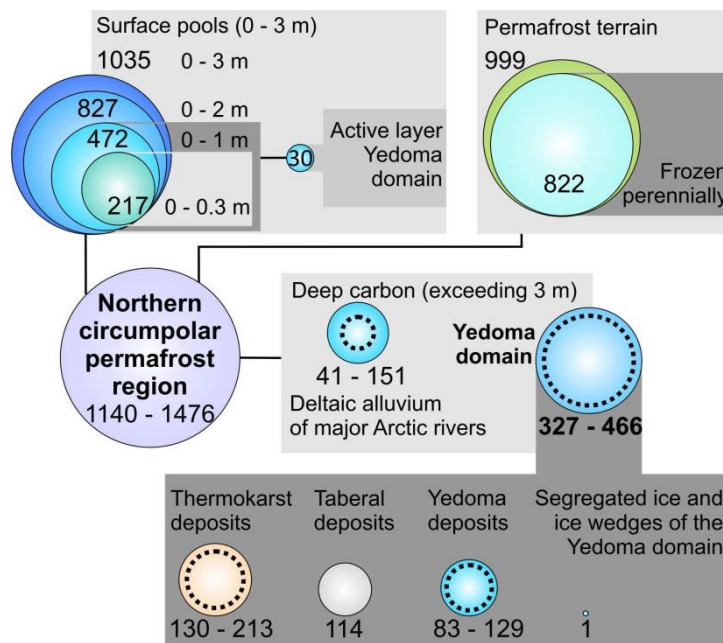 Surface pools (0 - 3 m)
1035 0 - 3 m
827 0 - 2 m
472 0 - 1 m
217 0 - 0.3 m
30
Active layer
Yedoma
domain
Permafrost terrain
999
822
Frozen
perennially
Northern
circumpolar
permafrost
region
1140 - 1476
Deep carbon (exceeding 3 m)
41 - 151
Deltaic alluvium
of major Arctic rivers
Yedoma
domain
327 - 466
Thermokarst
deposits
130 - 213
Taberal
deposits
114
Yedoma
deposits
83 - 129
Segregated ice and
ice wedges of the
Yedoma domain
1